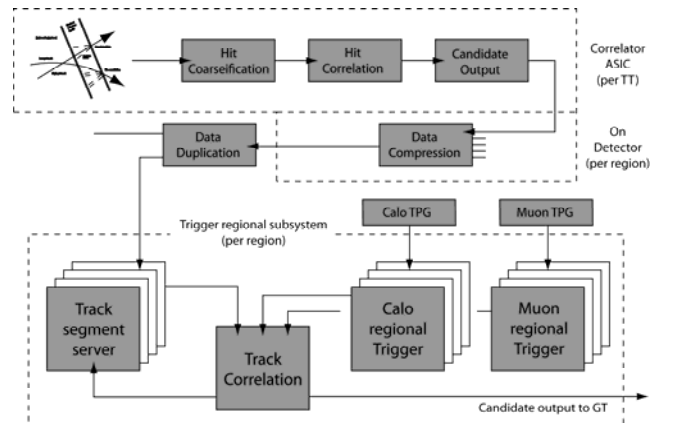 Hit
Coarseification
Hit
Correlation
Candidate
Output
Correlator
ASIC
(per TT)
Data
Duplication
Data
Compression
On
Detector
(per region)
Calo TPG
Muon TPG
Trigger regional subsystem
(per region)
Track
segment
server
Track
Correlation
Calo
regional
Trigger
Muon
regional
Trigger
Candidate output to GT